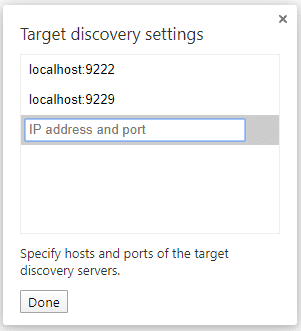 Target discovery settings
localhost:9222
localhost:9229
IP address and port
Specify hosts and ports of the target
discovery servers.
Done